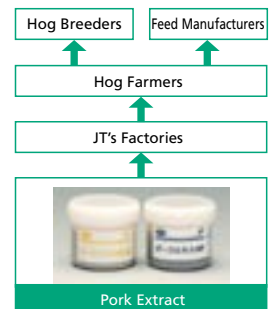 Hog Breeders
Feed Manufacturers
Hog Farmers
JT's Factories
Pork Extract